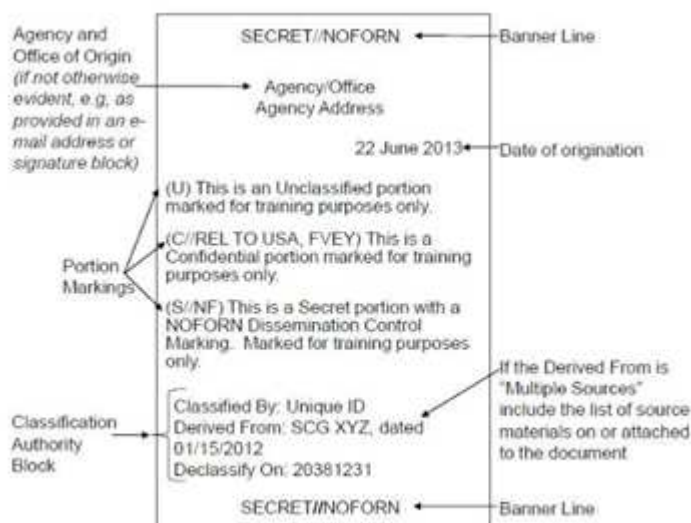 Agency and
Office of Origin
(if not otherwise
evident, e.g, as
provided in an e-
mail address or
signature block)
SECRET//NOFORN
Banner Line
Agency/Office
Agency Address
22 June 2013
Date of origination
(U) This is an Unclassified portion
marked for training purposes only.
(C//REL TO USA, FVEY) This is a
Confidential portion marked for training
purposes only.
Portion
Markings
(S//NF) This is a Secret portion with a
NOFORN Dissemination Control
Marking. Marked for training purposes
only.
If the Derived From is
"Multiple Sources"
include the list of source
materials on or attached
to the document
Classification
Authority
Block
Classified By: Unique ID
Derived From: SCG XYZ, dated
01/15/2012
Declassify On: 20381231
SECRET//NOFORN
Banner Line